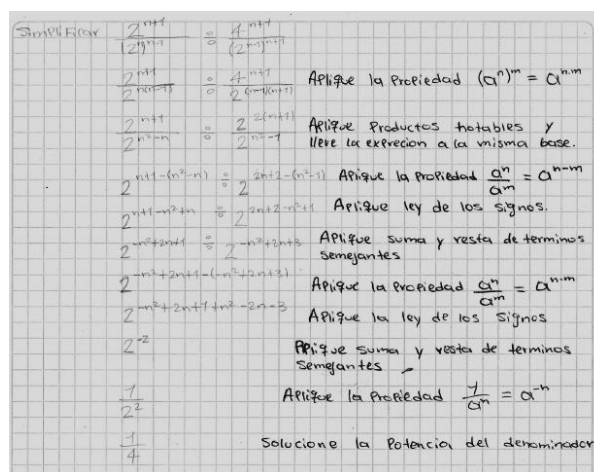 Simplificar 2^{n+1}/(2^n)^{n-1} ÷ 4^{n+1}/(2^{n-1})^{n+1}
2^{n+1}/2^{n(n-1)} ÷ 4^{n+1}/2^{(n-1)(n+1)} Aplique la Propiedad (a^n)^m = a^{n·m}
2^{n+1}/2^{n²-n} ÷ 2^{2(n+1)}/2^{n²-1} Aplique Productos notables y
lleve la exprecion a la misma base.
2^{n+1-(n²-n)} ÷ 2^{2n+2-(n²-1)} Aplique la Propiedad a^n/a^m = a^{n-m}
2^{n+1-n²+n} ÷ 2^{2n+2-n²+1} Aplique ley de los signos.
2^{-n²+2n+1} ÷ 2^{-n²+2n+3} Aplique suma y resta de terminos
semejantes
2^{-n²+2n+1-(-n²+2n+3)} Aplique la propiedad a^n/a^m = a^{n-m}
2^{-n²+2n+1+n²-2n-3} Aplique la ley de los signos
2^{-2} Aplique suma y resta de terminos
semejantes
1/2² Aplique la Propiedad 1/a^n = a^{-n}
1/4 Solucione la Potencia del denominador